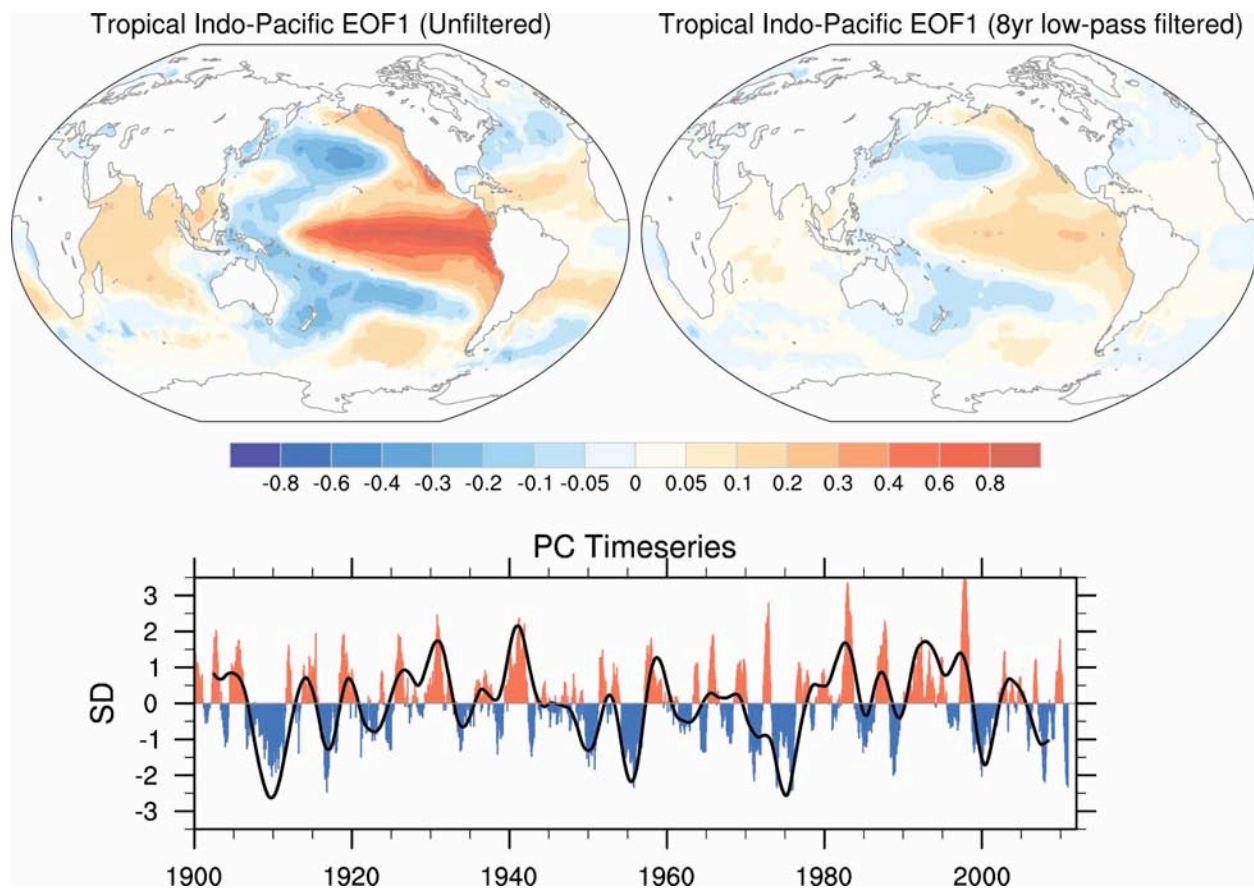 Tropical Indo-Pacific EOF1 (Unfiltered)
Tropical Indo-Pacific EOF1 (8yr low-pass filtered)
-0.8 -0.6 -0.4 -0.3 -0.2 -0.1 -0.05 0 0.05 0.1 0.2 0.3 0.4 0.6 0.8
PC Timeseries
3
2
1
0
-1
-2
-3
SD
1900 1920 1940 1960 1980 2000